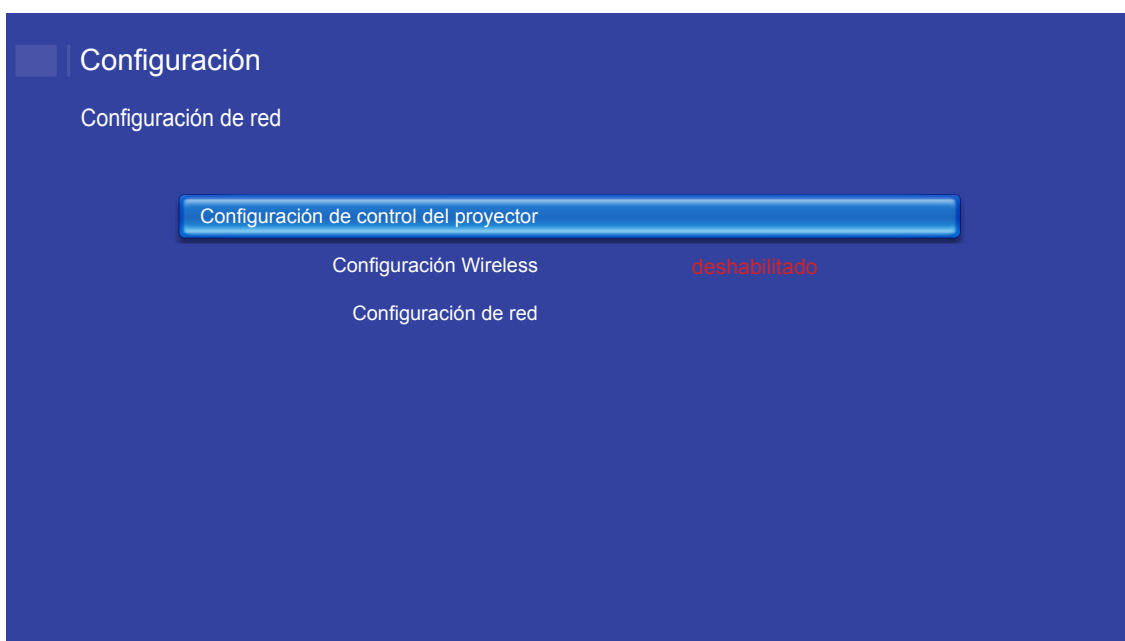 Configuración
Configuración de red
Configuración de control del proyector
Configuración Wireless deshabilitado
Configuración de red